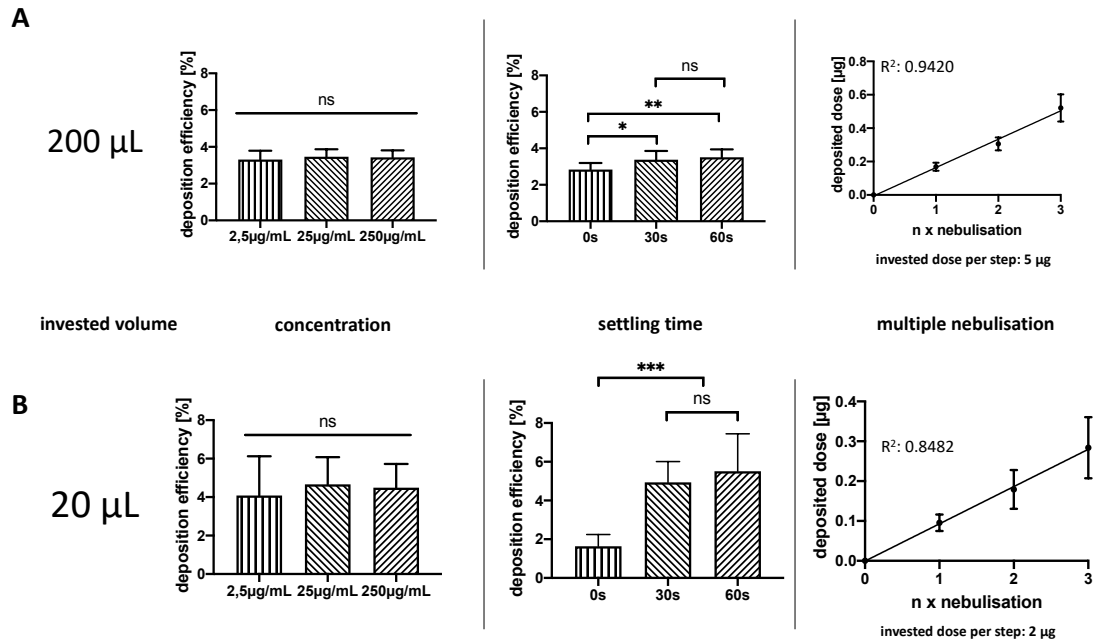 A
200 µL
deposition efficiency [%]
8
6
4
2
0
ns
2,5µg/mL 25µg/mL 250µg/mL
deposition efficiency [%]
8
6
4
2
0
ns
**
*
0s 30s 60s
deposited dose [µg]
0.8
0.6
0.4
0.2
0.0
R²: 0.9420
0 1 2 3
n x nebulisation
invested dose per step: 5 µg
invested volume concentration settling time multiple nebulisation
B
20 µL
deposition efficiency [%]
8
6
4
2
0
ns
2,5µg/mL 25µg/mL 250µg/mL
deposition efficiency [%]
8
6
4
2
0
***
ns
0s 30s 60s
deposited dose [µg]
0.4
0.3
0.2
0.1
0.0
R²: 0.8482
0 1 2 3
n x nebulisation
invested dose per step: 2 µg